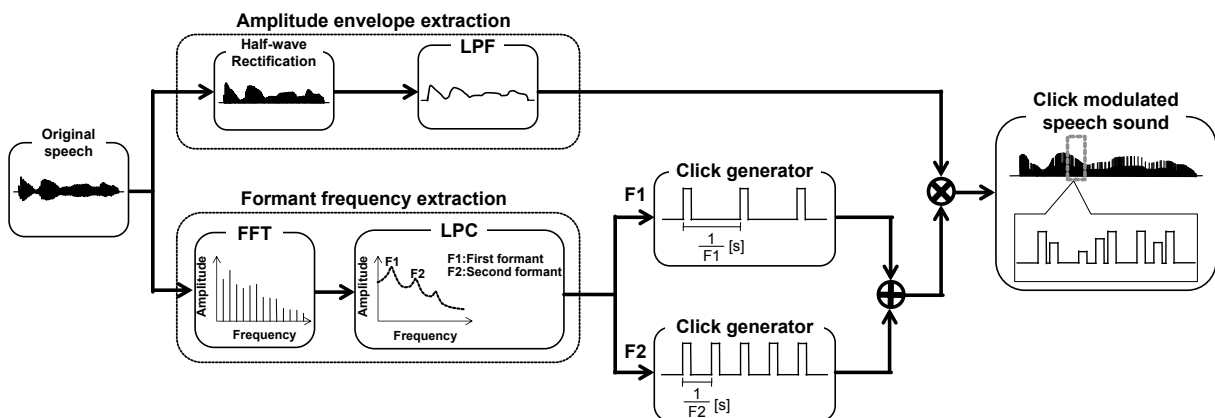 Amplitude envelope extraction
Half-wave
Rectification
LPF
Original
speech
Formant frequency extraction
FFT
Amplitude
Frequency
LPC
F1:First formant
F2:Second formant
F1
F2
Amplitude
Frequency
F1
Click generator
1
F1
[s]
F2
Click generator
1
F2
[s]
Click modulated
speech sound